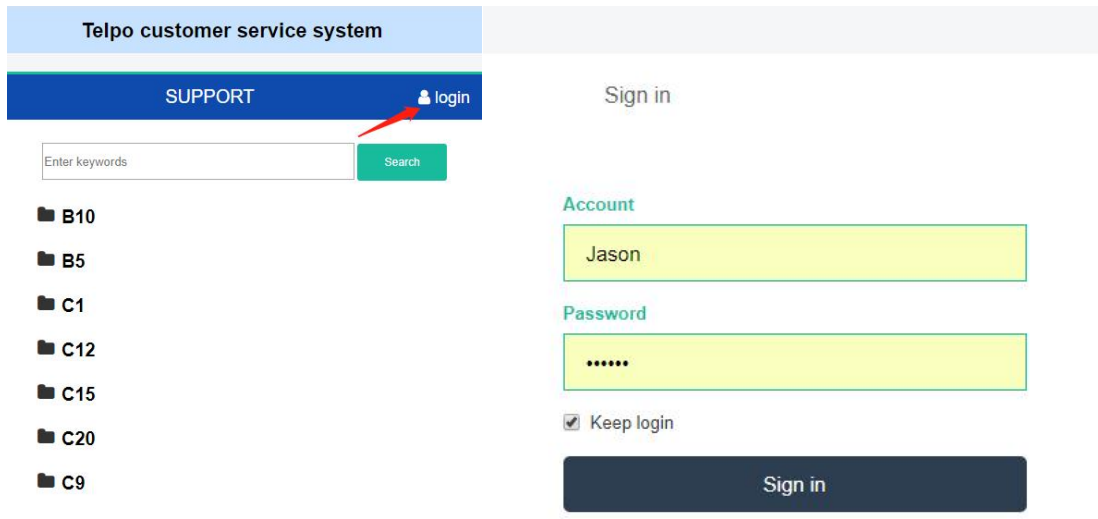 Telpo customer service system
SUPPORT
login
Enter keywords
Search
B10
B5
C1
C12
C15
C20
C9
Sign in
Account
Jason
Password
••••••
Keep login
Sign in